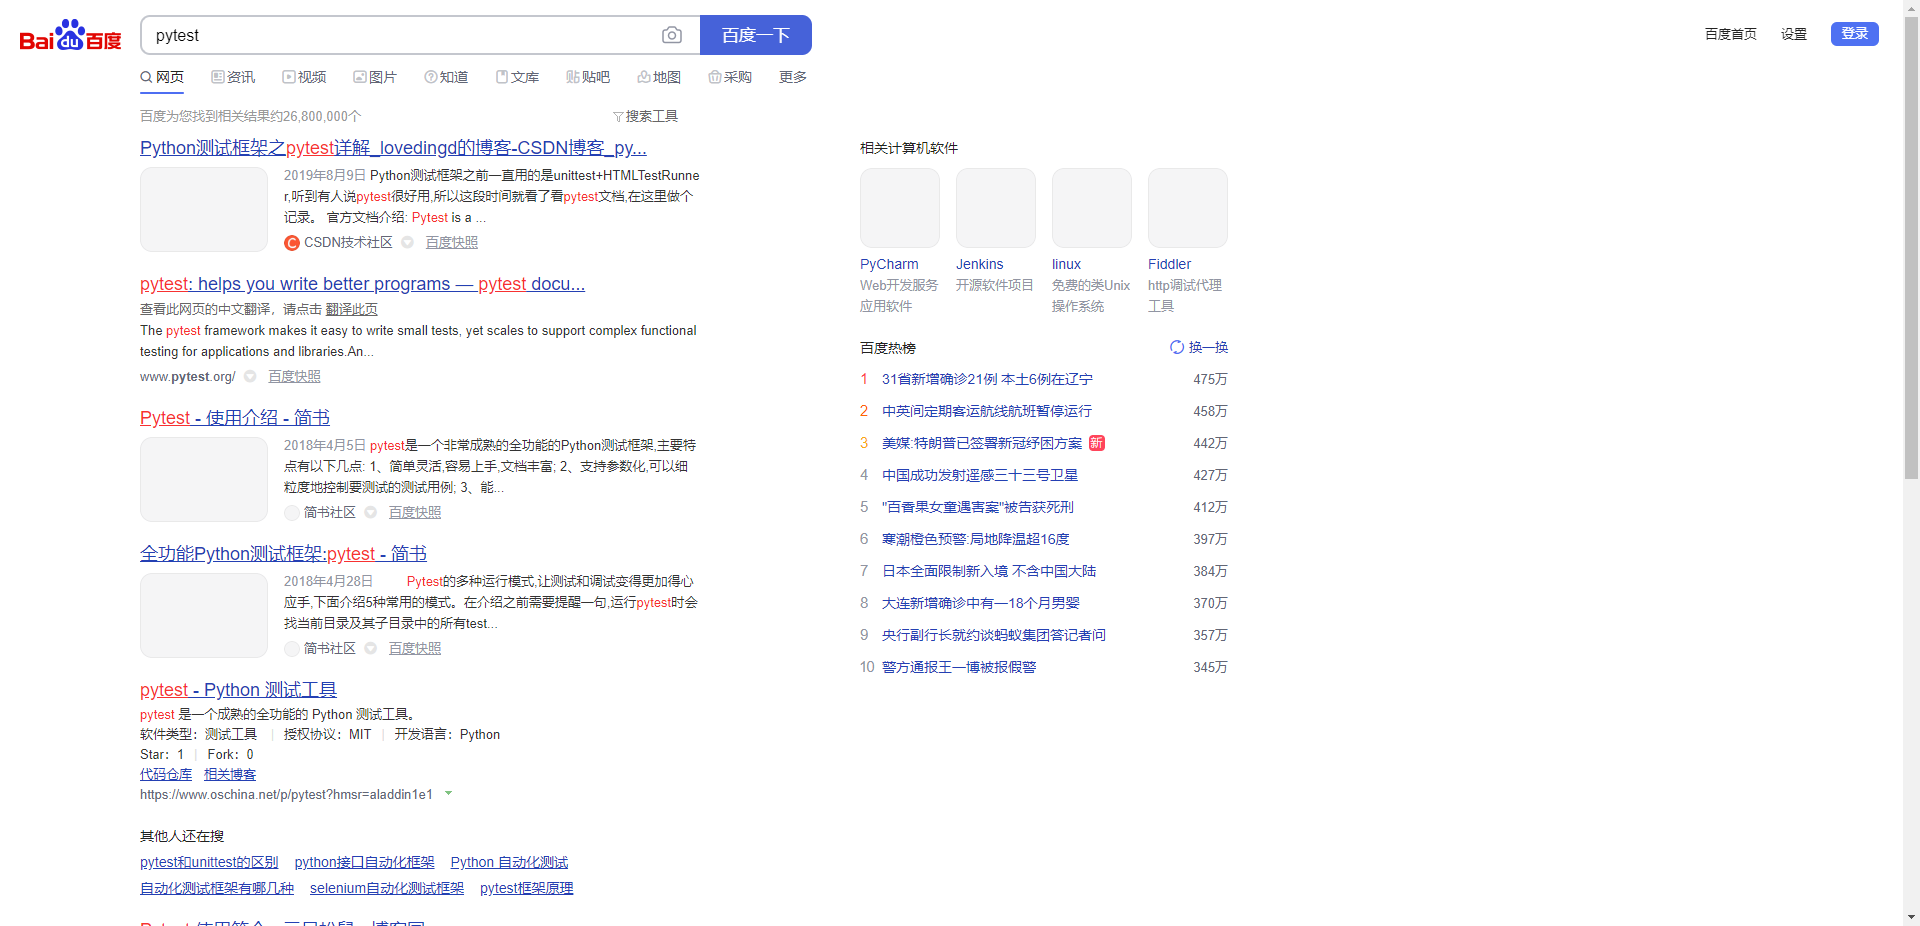 Bai du 百度
pytest
百度一下
百度首页 设置 登录
网页 资讯 视频 图片 知道 文库 贴吧 地图 采购 更多
百度为您找到相关结果约26,800,000个
搜索工具
Python测试框架之pytest详解_lovedingd的博客-CSDN博客_py...
2019年8月9日 Python测试框架之前一直用的是unittest+HTMLTestRunne
r,听到有人说pytest很好用,所以这段时间就看了看pytest文档,在这里做个
记录。 官方文档介绍: Pytest is a ...
CSDN技术社区 百度快照
pytest: helps you write better programs — pytest docu...
查看此网页的中文翻译，请点击 翻译此页
The pytest framework makes it easy to write small tests, yet scales to support complex functional
testing for applications and libraries.An...
www.pytest.org/ 百度快照
Pytest - 使用介绍 - 简书
2018年4月5日 pytest是一个非常成熟的全功能的Python测试框架,主要特
点有以下几点: 1、简单灵活,容易上手,文档丰富; 2、支持参数化,可以细
粒度地控制要测试的测试用例; 3、能...
简书社区 百度快照
全功能Python测试框架:pytest - 简书
2018年4月28日 Pytest的多种运行模式,让测试和调试变得更加得心
应手,下面介绍5种常用的模式。在介绍之前需要提醒一句,运行pytest时会
找当前目录及其子目录中的所有test...
简书社区 百度快照
pytest - Python 测试工具
pytest 是一个成熟的全功能的 Python 测试工具。
软件类型：测试工具 | 授权协议：MIT | 开发语言：Python
Star：1 | Fork：0
代码仓库 相关博客
https://www.oschina.net/p/pytest?hmsr=aladdin1e1
其他人还在搜
pytest和unittest的区别 python接口自动化框架 Python 自动化测试
自动化测试框架有哪几种 selenium自动化测试框架 pytest框架原理
相关计算机软件
PyCharm Jenkins linux Fiddler
Web开发服务 开源软件项目 免费的类Unix http调试代理
应用软件 操作系统 工具
百度热榜 换一换
1 31省新增确诊21例 本土6例在辽宁 475万
2 中英间定期客运航线航班暂停运行 458万
3 美媒:特朗普已签署新冠纾困方案 新 442万
4 中国成功发射遥感三十三号卫星 427万
5 "百香果女童遇害案"被告获死刑 412万
6 寒潮橙色预警:局地降温超16度 397万
7 日本全面限制新入境 不含中国大陆 384万
8 大连新增确诊中有一18个月男婴 370万
9 央行副行长就约谈蚂蚁集团答记者问 357万
10 警方通报王一博被报假警 345万